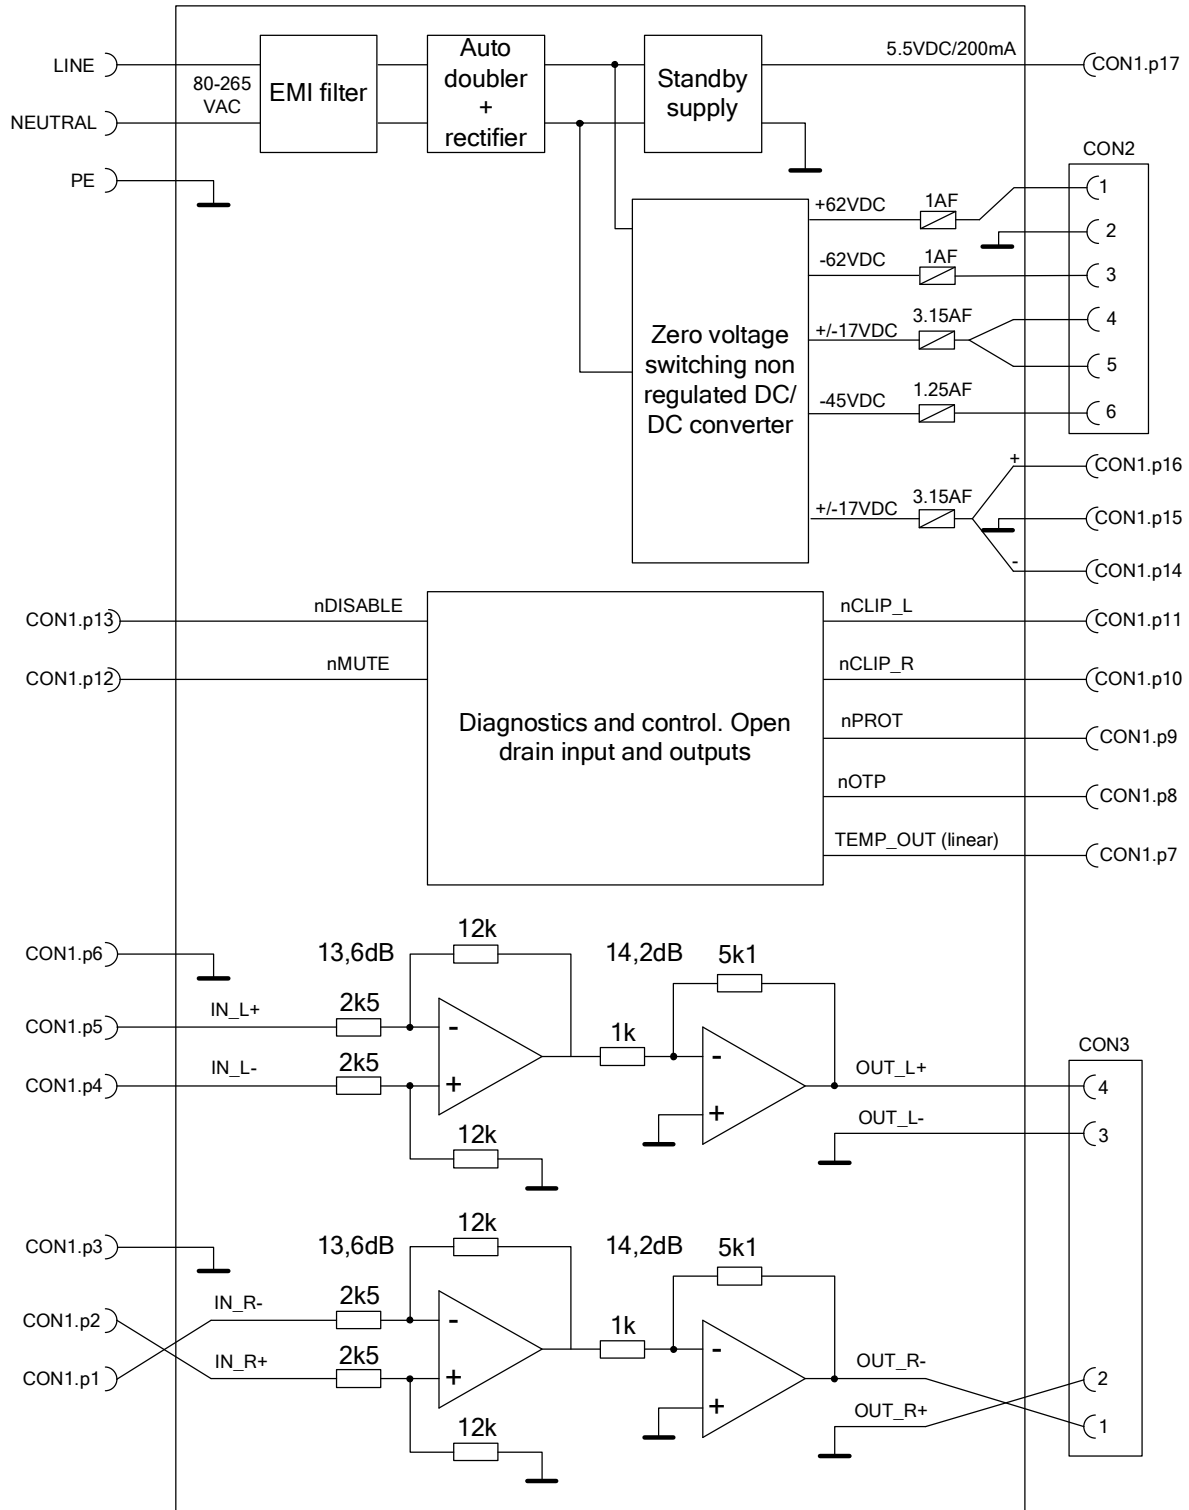 LINE
NEUTRAL
PE
80-265
VAC
EMI filter
Auto
doubler
+
rectifier
Standby
supply
5.5VDC/200mA
CON1.p17
CON2
+62VDC
1AF
1
2
-62VDC
1AF
3
+/-17VDC
3.15AF
4
5
-45VDC
1.25AF
6
Zero voltage
switching non
regulated DC/
DC converter
+/-17VDC
3.15AF
+
CON1.p16
CON1.p15
-
CON1.p14
CON1.p13
nDISABLE
CON1.p12
nMUTE
Diagnostics and control. Open
drain input and outputs
nCLIP_L
CON1.p11
nCLIP_R
CON1.p10
nPROT
CON1.p9
nOTP
CON1.p8
TEMP_OUT (linear)
CON1.p7
CON1.p6
13,6dB
12k
14,2dB
5k1
CON1.p5
IN_L+
2k5
-
1k
CON1.p4
IN_L-
2k5
+
12k
-
+
OUT_L+
OUT_L-
CON3
4
3
CON1.p3
13,6dB
12k
14,2dB
5k1
CON1.p2
IN_R-
2k5
-
1k
CON1.p1
IN_R+
2k5
+
12k
-
+
OUT_R-
OUT_R+
2
1